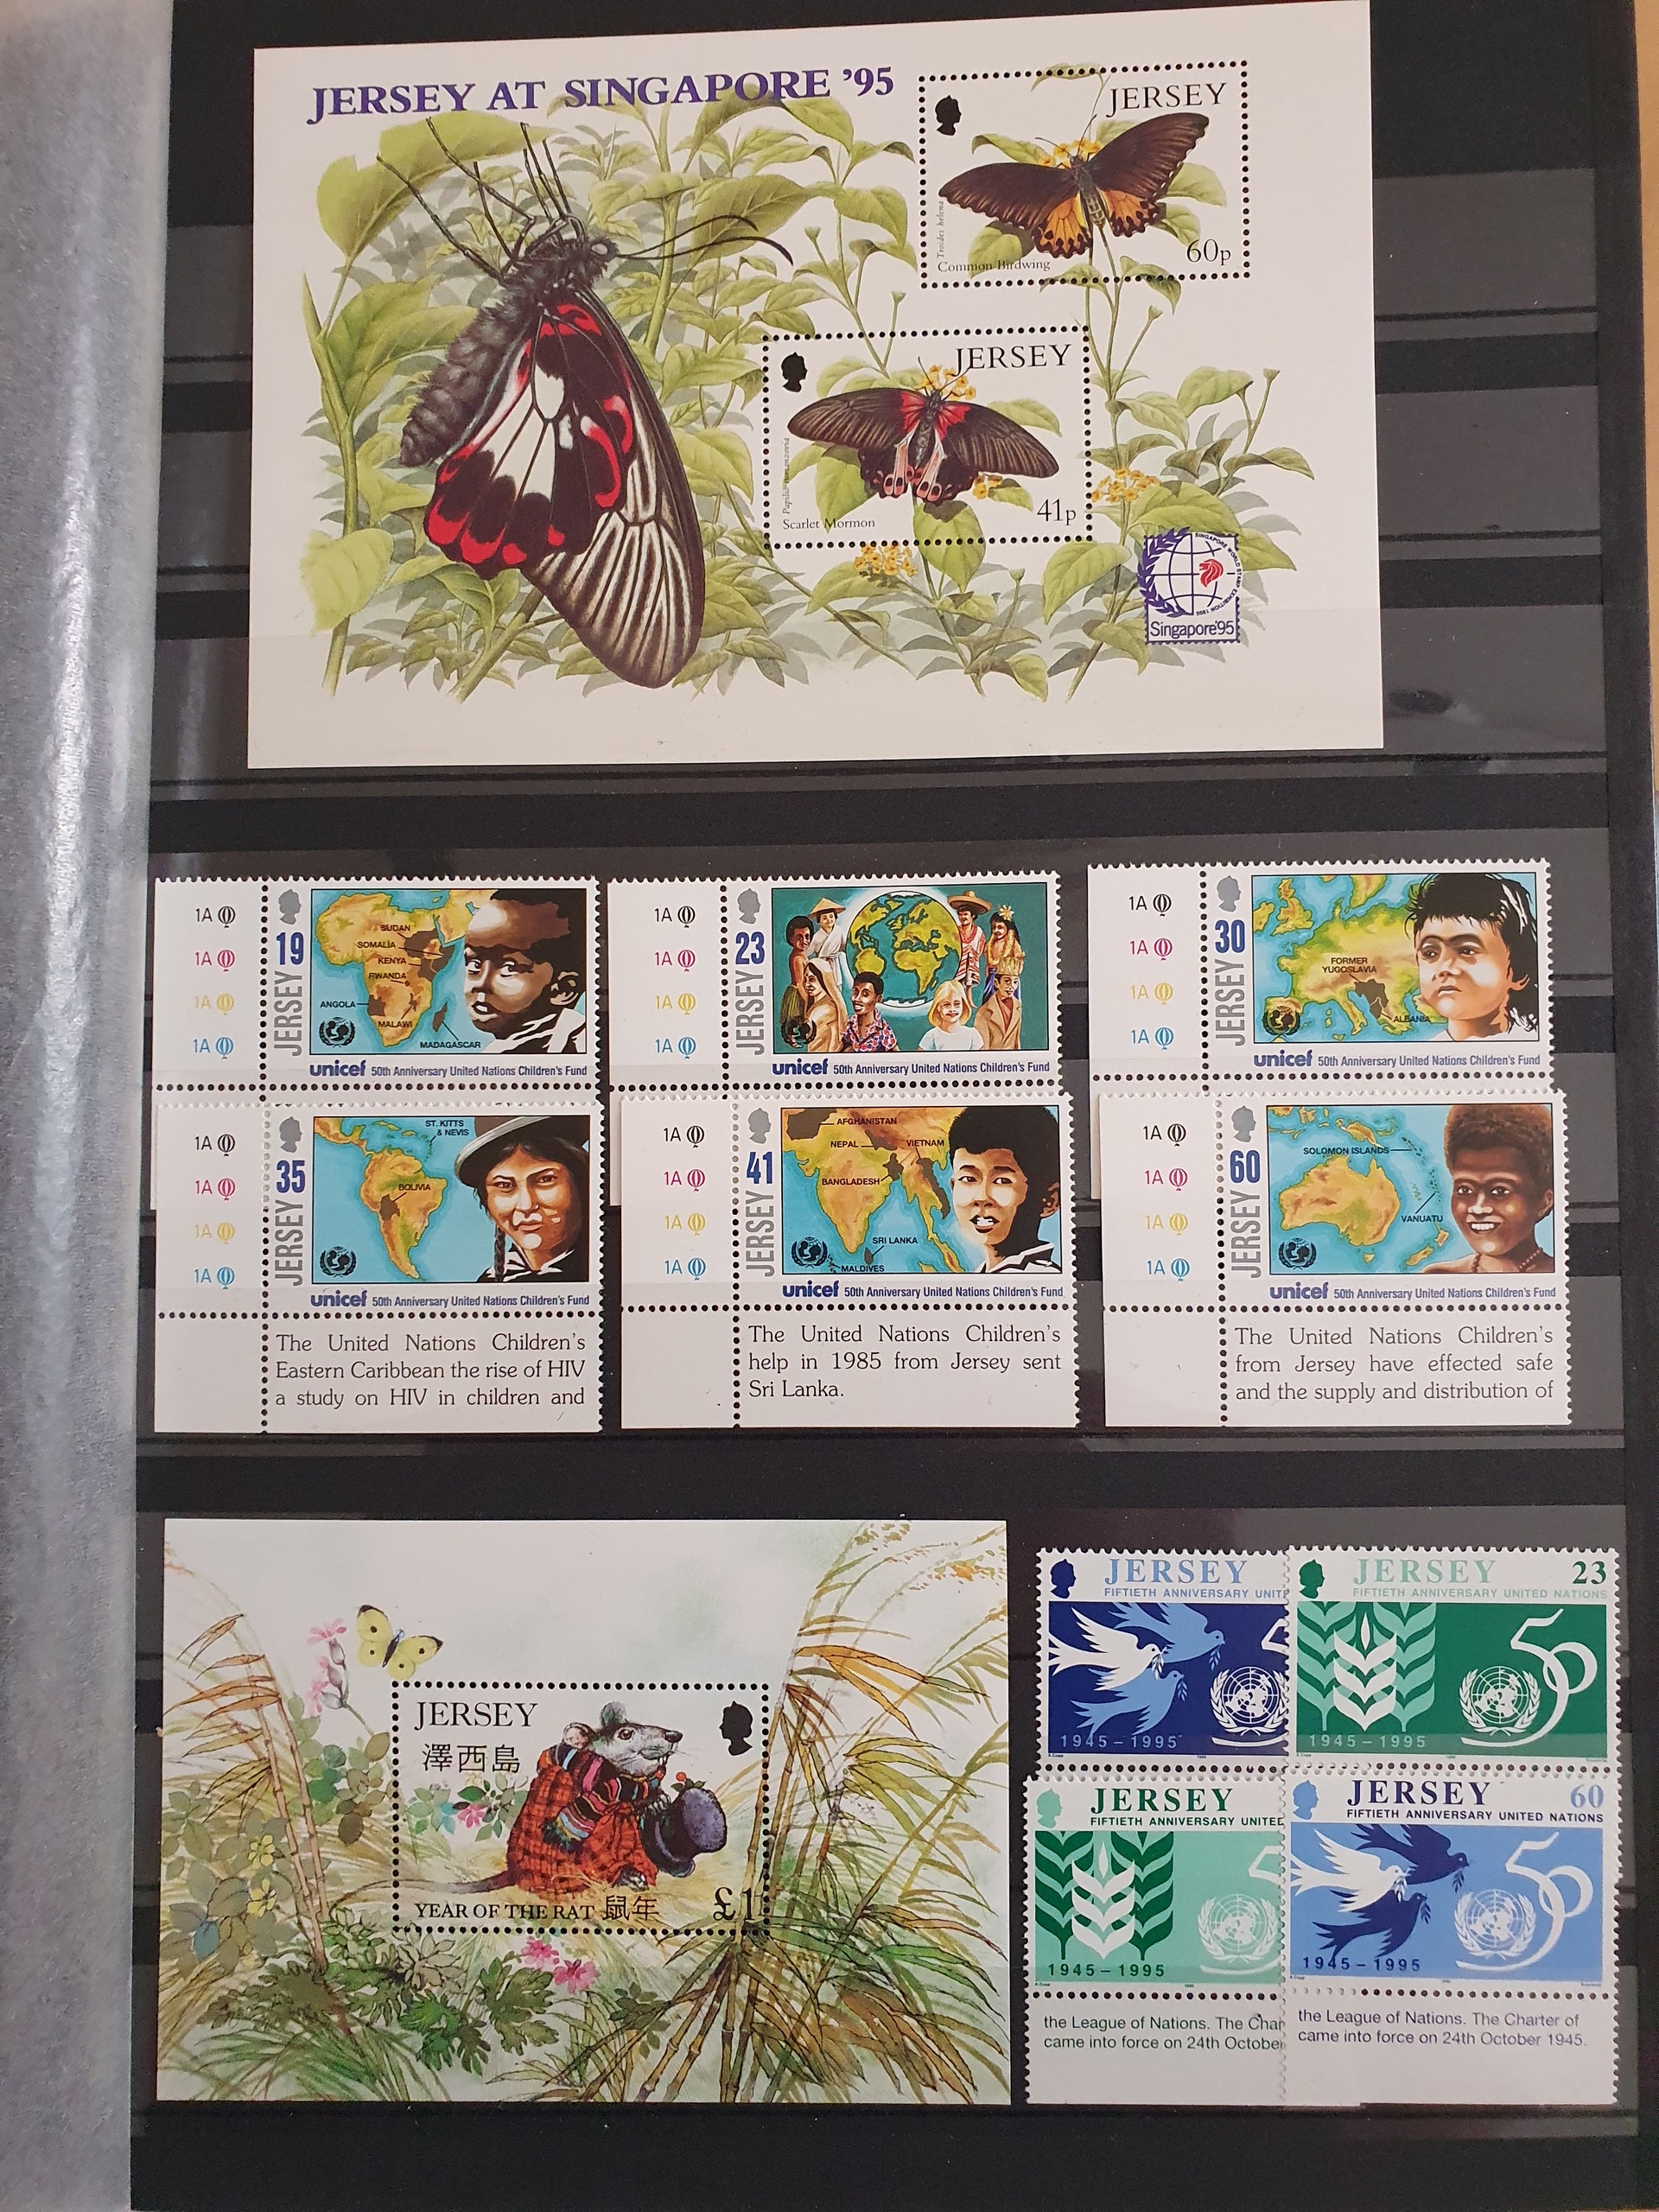 JERSEY AT SINGAPORE '95
JERSEY
Troides helena
Common Birdwing
60p
JERSEY
Scarlet Mormon
41p
SINGAPORE WORLD STAMP EXHIBITION 1995
Singapore'95
1A
1A
1A
1A
JERSEY 19
SUDAN
SOMALIA
KENYA
RWANDA
ANGOLA
MALAWI
MADAGASCAR
unicef 50th Anniversary United Nations Children's Fund
1A
1A
1A
1A
JERSEY 23
unicef 50th Anniversary United Nations Children's Fund
1A
1A
1A
1A
JERSEY 30
FORMER
YUGOSLAVIA
ALBANIA
unicef 50th Anniversary United Nations Children's Fund
1A
1A
1A
1A
JERSEY 35
ST. KITTS
& NEVIS
BOLIVIA
unicef 50th Anniversary United Nations Children's Fund
The United Nations Children's
Eastern Caribbean the rise of HIV
a study on HIV in children and
1A
1A
1A
1A
JERSEY 41
AFGHANISTAN
NEPAL
VIETNAM
BANGLADESH
SRI LANKA
MALDIVES
unicef 50th Anniversary United Nations Children's Fund
The United Nations Children's
help in 1985 from Jersey sent
Sri Lanka.
1A
1A
1A
1A
JERSEY 60
SOLOMON ISLANDS
VANUATU
unicef 50th Anniversary United Nations Children's Fund
The United Nations Children's
from Jersey have effected safe
and the supply and distribution of
JERSEY
澤西島
YEAR OF THE RAT 鼠年
£1
JERSEY
FIFTIETH ANNIVERSARY UNIT
5
1945-1995
JERSEY 23
FIFTIETH ANNIVERSARY UNITED NATIONS
50
1945-1995
JERSEY
FIFTIETH ANNIVERSARY UNITED
5
1945-1995
the League of Nations. The Char
came into force on 24th October
JERSEY 60
FIFTIETH ANNIVERSARY UNITED NATIONS
50
1945-1995
the League of Nations. The Charter of
came into force on 24th October 1945.